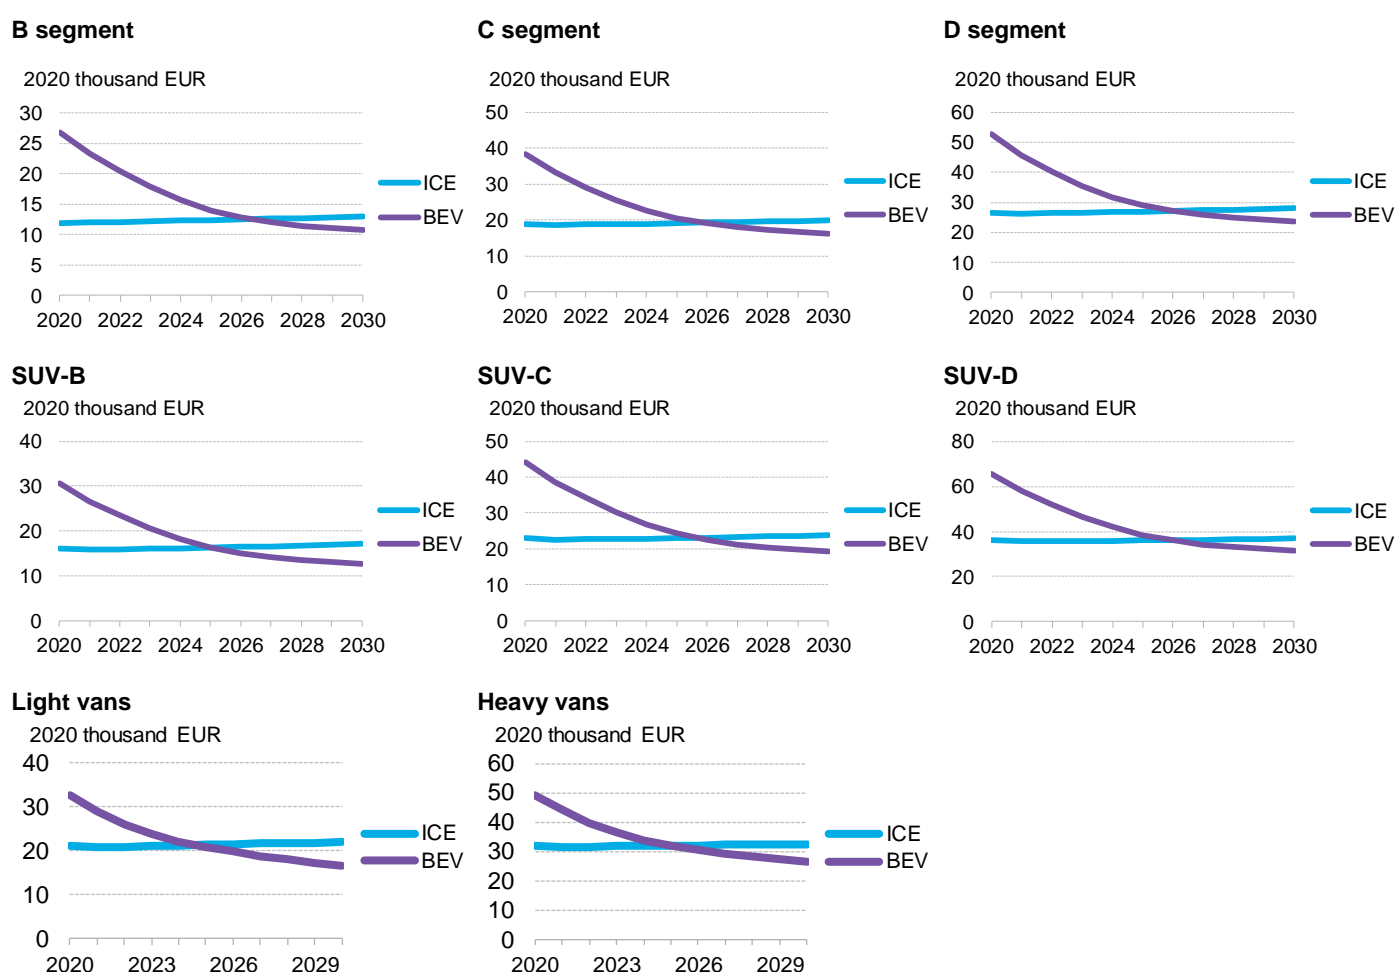 B segment
2020 thousand EUR
30
25
20
15
10
5
0
2020 2022 2024 2026 2028 2030
ICE
BEV
C segment
2020 thousand EUR
50
40
30
20
10
0
2020 2022 2024 2026 2028 2030
ICE
BEV
D segment
2020 thousand EUR
60
50
40
30
20
10
0
2020 2022 2024 2026 2028 2030
ICE
BEV
SUV-B
2020 thousand EUR
40
30
20
10
0
2020 2022 2024 2026 2028 2030
ICE
BEV
SUV-C
2020 thousand EUR
50
40
30
20
10
0
2020 2022 2024 2026 2028 2030
ICE
BEV
SUV-D
2020 thousand EUR
80
60
40
20
0
2020 2022 2024 2026 2028 2030
ICE
BEV
Light vans
2020 thousand EUR
40
30
20
10
0
2020 2023 2026 2029
ICE
BEV
Heavy vans
2020 thousand EUR
60
50
40
30
20
10
0
2020 2023 2026 2029
ICE
BEV